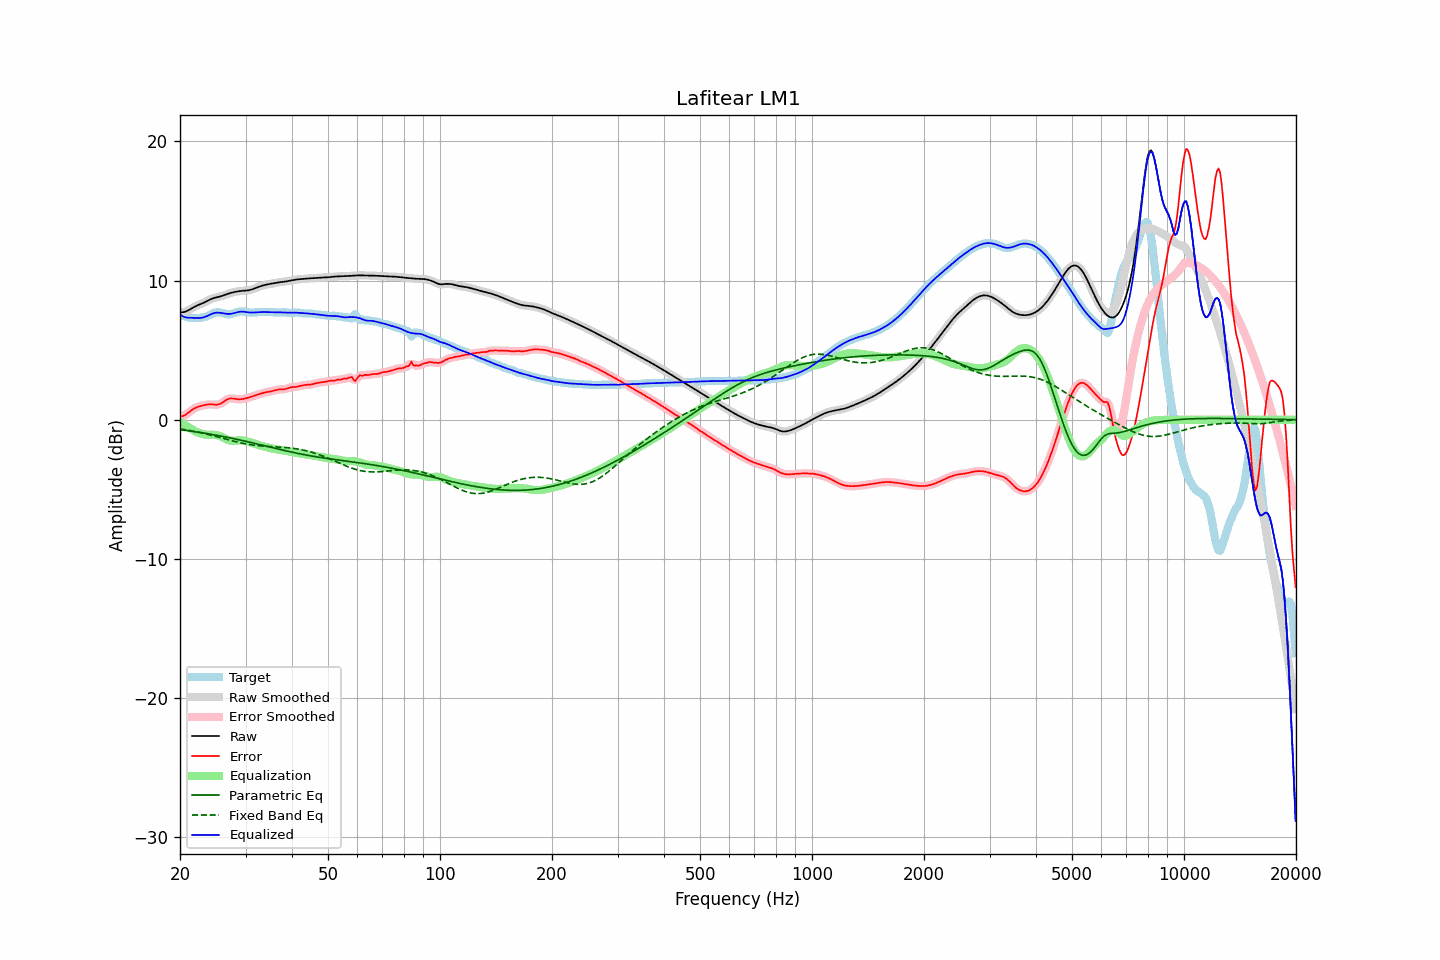 Lafitear LM1
Amplitude (dBr)
20
10
0
−10
−20
−30
Target
Raw Smoothed
Error Smoothed
Raw
Error
Equalization
Parametric Eq
Fixed Band Eq
Equalized
20 50 100 200 500 1000 2000 5000 10000 20000
Frequency (Hz)